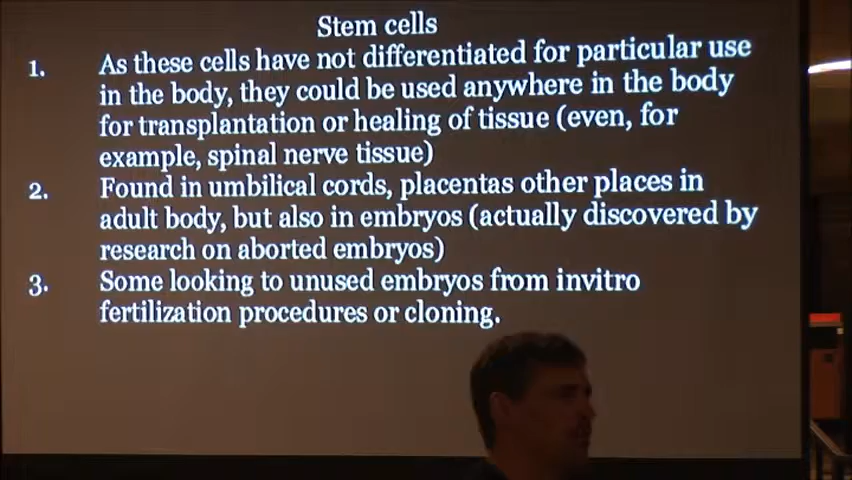 Stem cells
1. As these cells have not differentiated for particular use
in the body, they could be used anywhere in the body
for transplantation or healing of tissue (even, for
example, spinal nerve tissue)
2. Found in umbilical cords, placentas other places in
adult body, but also in embryos (actually discovered by
research on aborted embryos)
3. Some looking to unused embryos from invitro
fertilization procedures or cloning.